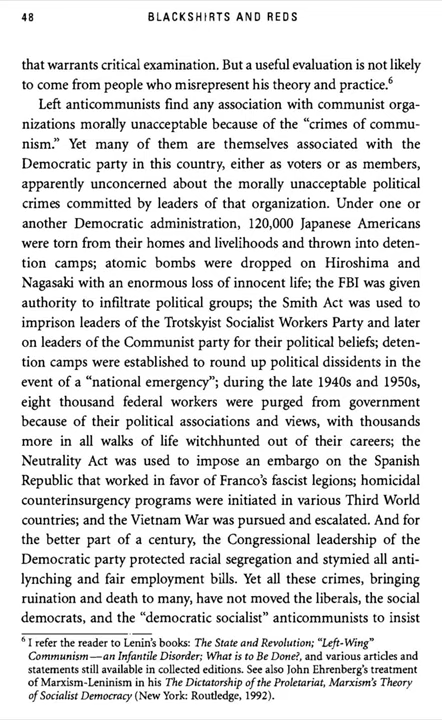 48 BLACKSHIRTS AND REDS
that warrants critical examination. But a useful evaluation is not likely
to come from people who misrepresent his theory and practice.⁶
Left anticommunists find any association with communist orga-
nizations morally unacceptable because of the “crimes of commu-
nism.” Yet many of them are themselves associated with the
Democratic party in this country, either as voters or as members,
apparently unconcerned about the morally unacceptable political
crimes committed by leaders of that organization. Under one or
another Democratic administration, 120,000 Japanese Americans
were torn from their homes and livelihoods and thrown into deten-
tion camps; atomic bombs were dropped on Hiroshima and
Nagasaki with an enormous loss of innocent life; the FBI was given
authority to infiltrate political groups; the Smith Act was used to
imprison leaders of the Trotskyist Socialist Workers Party and later
on leaders of the Communist party for their political beliefs; deten-
tion camps were established to round up political dissidents in the
event of a “national emergency”; during the late 1940s and 1950s,
eight thousand federal workers were purged from government
because of their political associations and views, with thousands
more in all walks of life witchhunted out of their careers; the
Neutrality Act was used to impose an embargo on the Spanish
Republic that worked in favor of Franco’s fascist legions; homicidal
counterinsurgency programs were initiated in various Third World
countries; and the Vietnam War was pursued and escalated. And for
the better part of a century, the Congressional leadership of the
Democratic party protected racial segregation and stymied all anti-
lynching and fair employment bills. Yet all these crimes, bringing
ruination and death to many, have not moved the liberals, the social
democrats, and the “democratic socialist” anticommunists to insist
⁶ I refer the reader to Lenin’s books: The State and Revolution; “Left-Wing”
Communism—an Infantile Disorder; What is to Be Done?, and various articles and
statements still available in collected editions. See also John Ehrenberg’s treatment
of Marxism-Leninism in his The Dictatorship of the Proletariat, Marxism’s Theory
of Socialist Democracy (New York: Routledge, 1992).